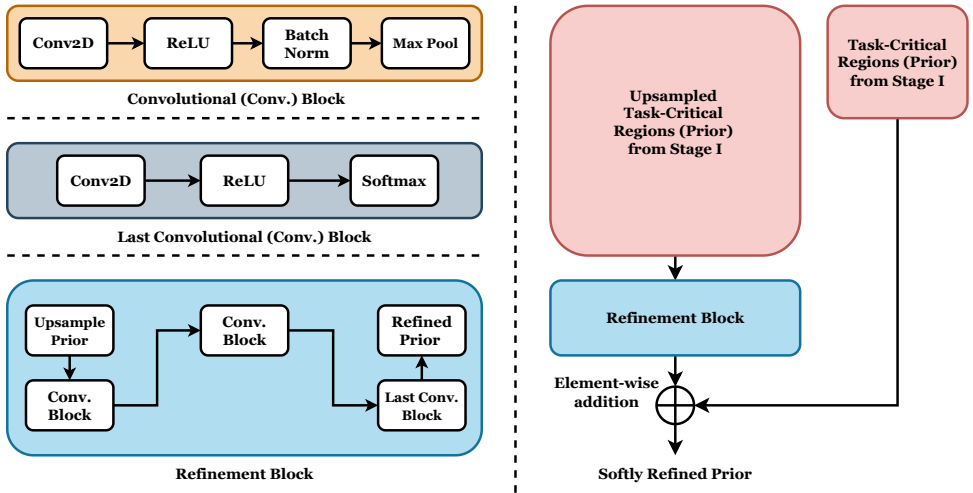 Conv2D
ReLU
Batch
Norm
Max Pool
Convolutional (Conv.) Block
Conv2D
ReLU
Softmax
Last Convolutional (Conv.) Block
Upsample
Prior
Conv.
Block
Conv.
Block
Refined
Prior
Last Conv.
Block
Refinement Block
Upsampled
Task-Critical
Regions (Prior)
from Stage I
Task-Critical
Regions (Prior)
from Stage I
Refinement Block
Element-wise
addition
Softly Refined Prior